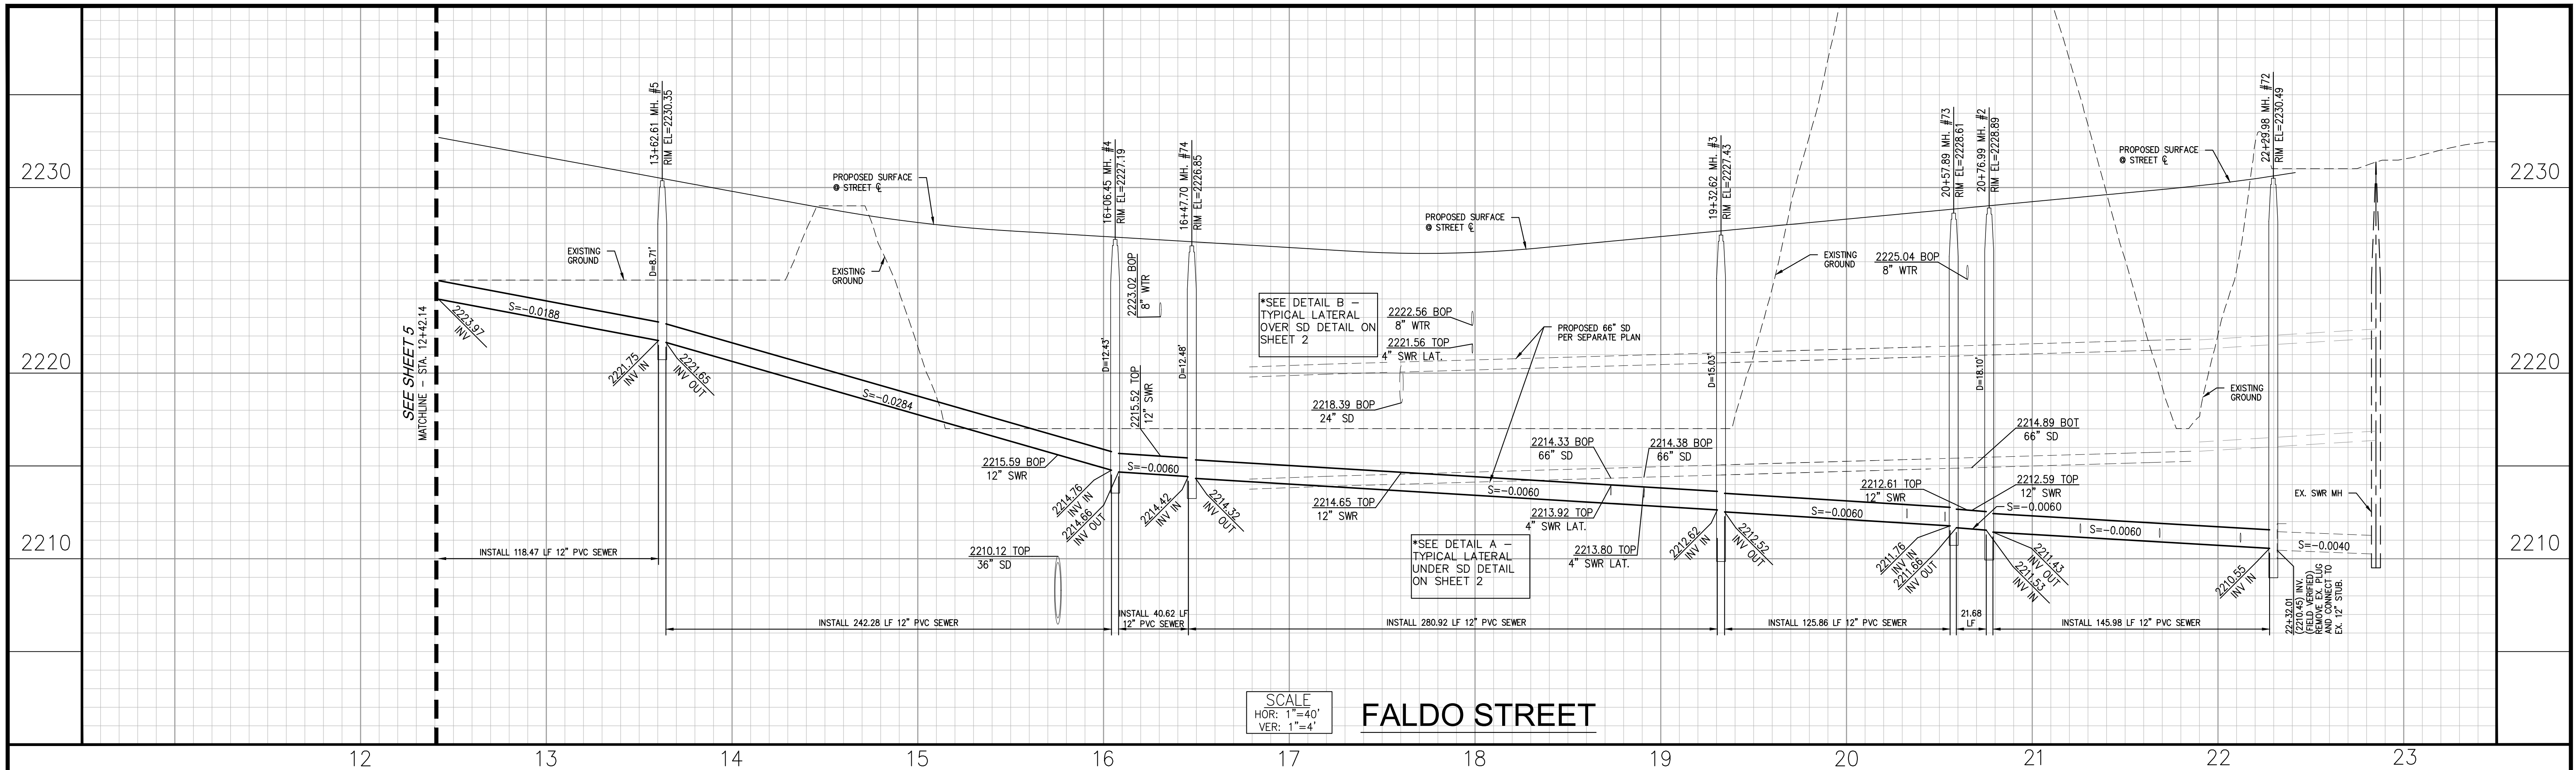 2230
2220
2210
SEE SHEET 5
MATCHLINE - STA. 12+42.14
2223.97
INV
S=-0.0188
EXISTING
GROUND
INSTALL 118.47 LF 12" PVC SEWER
13+62.61 MH. #5
RIM EL=2230.35
D=8.71'
2221.75
INV IN
2221.65
INV OUT
PROPOSED SURFACE
@ STREET ℄
EXISTING
GROUND
S=-0.0284
2215.59 BOP
12" SWR
2210.12 TOP
36" SD
INSTALL 242.28 LF 12" PVC SEWER
16+06.45 MH. #4
RIM EL=2227.19
D=12.43'
2214.76
INV IN
2214.66
INV OUT
2223.02 BOP
8" WTR
2215.52 TOP
12" SWR
S=-0.0060
INSTALL 40.62 LF
12" PVC SEWER
16+47.70 MH. #74
RIM EL=2226.85
D=12.48'
2214.42
INV IN
2214.32
INV OUT
*SEE DETAIL B -
TYPICAL LATERAL
OVER SD DETAIL ON
SHEET 2
2222.56 BOP
8" WTR
2221.56 TOP
4" SWR LAT.
2218.39 BOP
24" SD
2214.65 TOP
12" SWR
PROPOSED SURFACE
@ STREET ℄
PROPOSED 66" SD
PER SEPARATE PLAN
S=-0.0060
2214.33 BOP
66" SD
2214.38 BOP
66" SD
2213.92 TOP
4" SWR LAT.
2213.80 TOP
4" SWR LAT.
*SEE DETAIL A -
TYPICAL LATERAL
UNDER SD DETAIL
ON SHEET 2
INSTALL 280.92 LF 12" PVC SEWER
19+32.62 MH. #3
RIM EL=2227.43
D=15.03'
2212.62
INV IN
2212.52
INV OUT
EXISTING
GROUND
2225.04 BOP
8" WTR
S=-0.0060
2212.61 TOP
12" SWR
INSTALL 125.86 LF 12" PVC SEWER
20+57.89 MH. #73
RIM EL=2228.61
2211.76
INV IN
2211.66
INV OUT
20+76.99 MH. #2
RIM EL=2228.89
D=18.10'
2214.89 BOT
66" SD
2212.59 TOP
12" SWR
S=-0.0060
2211.43
INV OUT
2211.53
INV IN
21.68
LF
S=-0.0060
INSTALL 145.98 LF 12" PVC SEWER
PROPOSED SURFACE
@ STREET ℄
EXISTING
GROUND
22+29.98 MH. #72
RIM EL=2230.49
2210.55
INV IN
EX. SWR MH
S=-0.0040
22+32.01
(2210.45) INV.
(FIELD VERIFIED)
REMOVE EX. PLUG
AND CONNECT TO
EX. 12" STUB.
2230
2220
2210
SCALE
HOR: 1"=40'
VER: 1"=4'
FALDO STREET
12 13 14 15 16 17 18 19 20 21 22 23